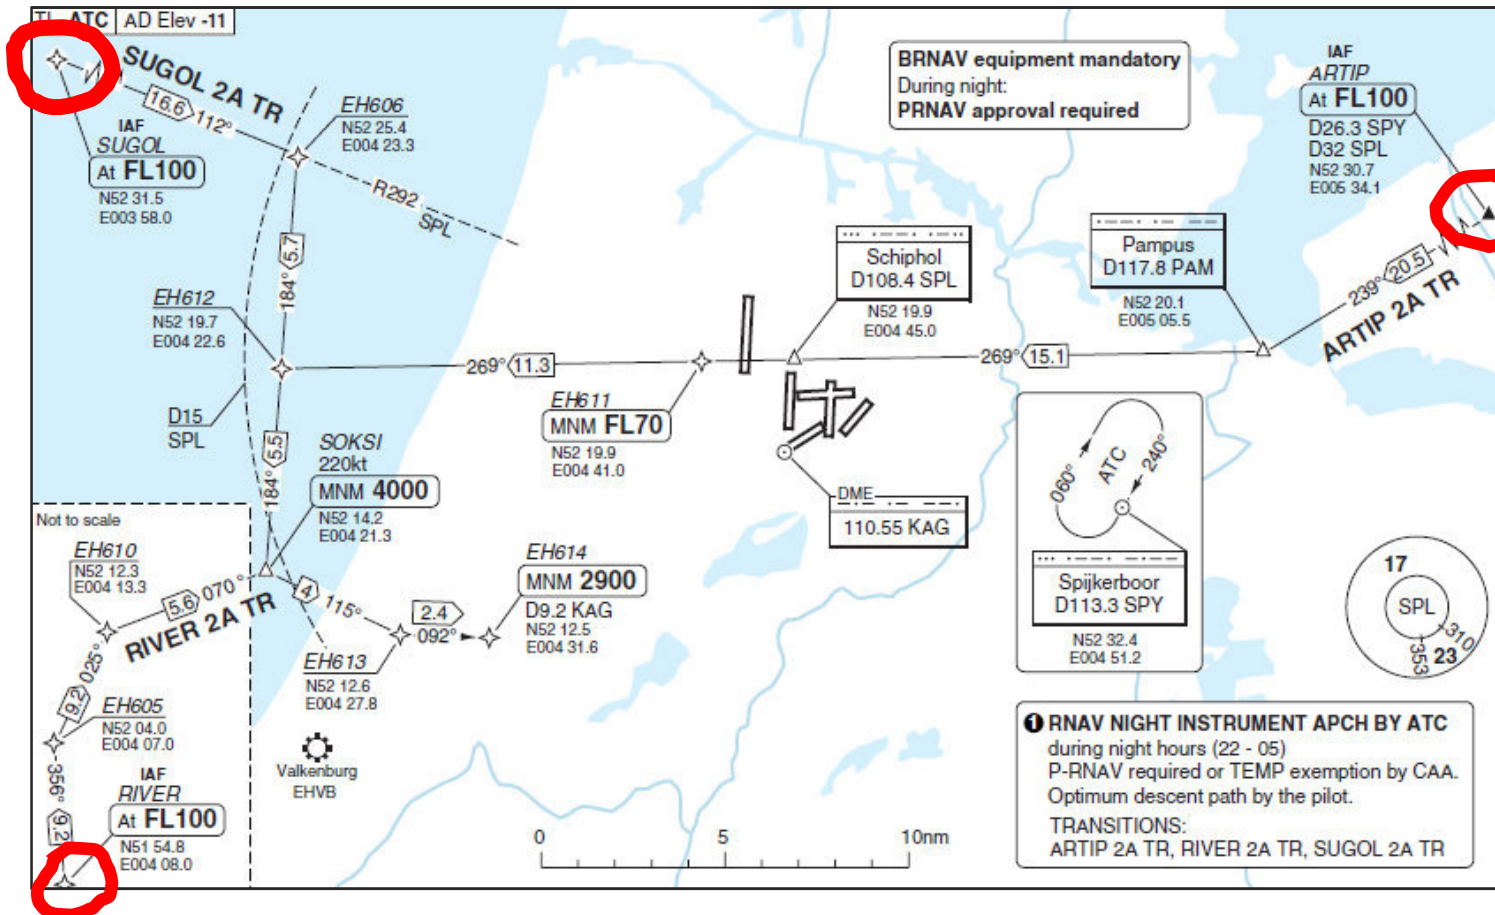 ATC
AD Elev -11
SUGOL 2A TR
16.6
112°
IAF
SUGOL
At FL100
N52 31.5
E003 58.0
EH606
N52 25.4
E004 23.3
R292
SPL
5.7
184°
EH612
N52 19.7
E004 22.6
D15
SPL
5.5
184°
SOKSI
220kt
MNM 4000
N52 14.2
E004 21.3
BRNAV equipment mandatory
During night:
PRNAV approval required
IAF
ARTIP
At FL100
D26.3 SPY
D32 SPL
N52 30.7
E005 34.1
Schiphol
D108.4 SPL
N52 19.9
E004 45.0
Pampus
D117.8 PAM
N52 20.1
E005 05.5
239°
20.5
ARTIP 2A TR
269°
11.3
269°
15.1
EH611
MNM FL70
N52 19.9
E004 41.0
DME
110.55 KAG
060°
ATC
240°
Spijkerboor
D113.3 SPY
N52 32.4
E004 51.2
17
SPL
310
353
23
Not to scale
EH610
N52 12.3
E004 13.3
5.6
070°
RIVER 2A TR
025°
9.2
EH605
N52 04.0
E004 07.0
356°
9.2
IAF
RIVER
At FL100
N51 54.8
E004 08.0
4
115°
2.4
092°
EH613
N52 12.6
E004 27.8
EH614
MNM 2900
D9.2 KAG
N52 12.5
E004 31.6
Valkenburg
EHVB
0
5
10nm
1 RNAV NIGHT INSTRUMENT APCH BY ATC
during night hours (22 - 05)
P-RNAV required or TEMP exemption by CAA.
Optimum descent path by the pilot.
TRANSITIONS:
ARTIP 2A TR, RIVER 2A TR, SUGOL 2A TR